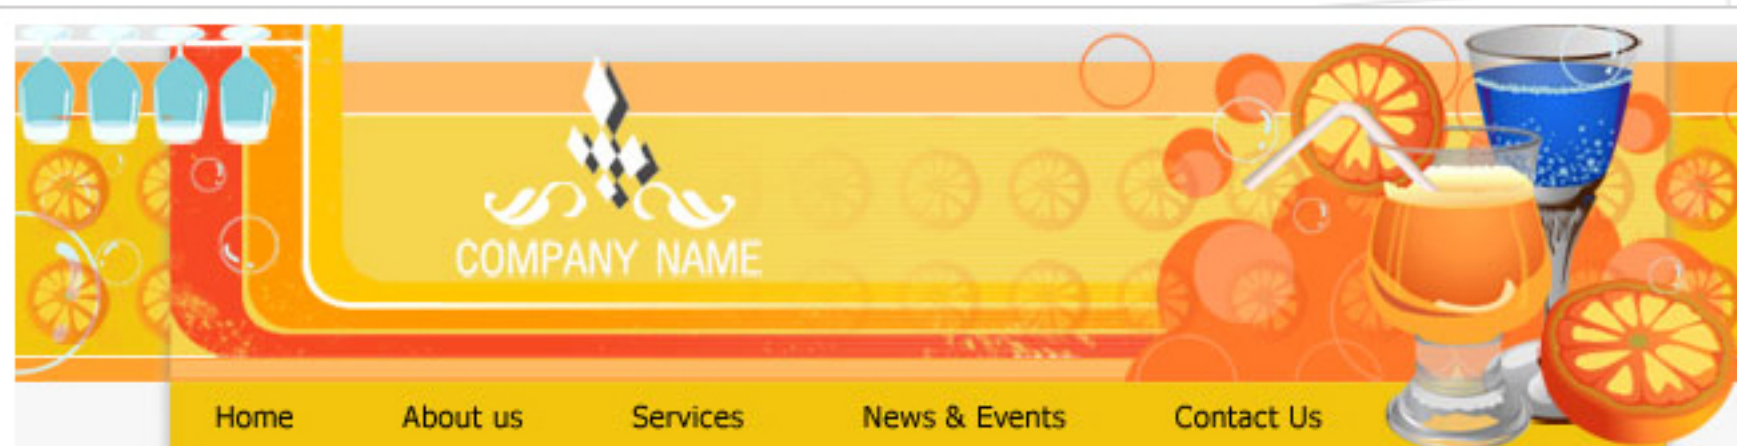 COMPANY NAME
Home About us Services News & Events Contact Us